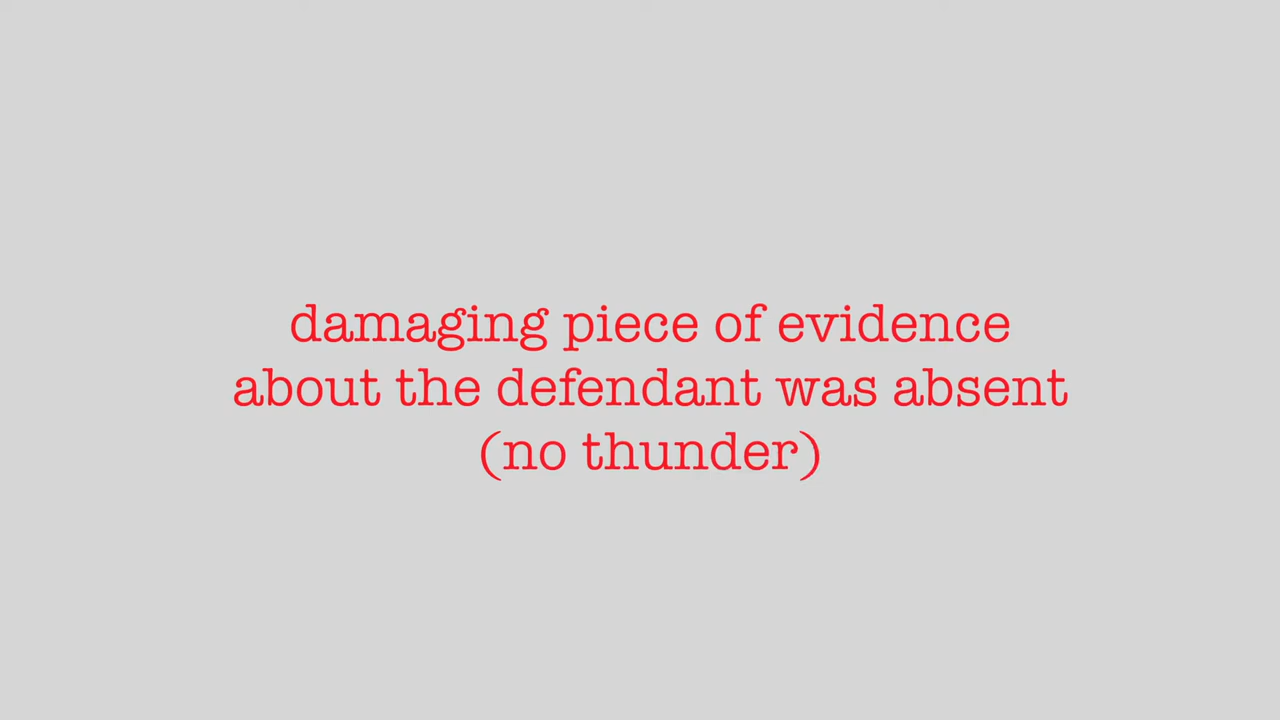 damaging piece of evidence
about the defendant was absent
(no thunder)